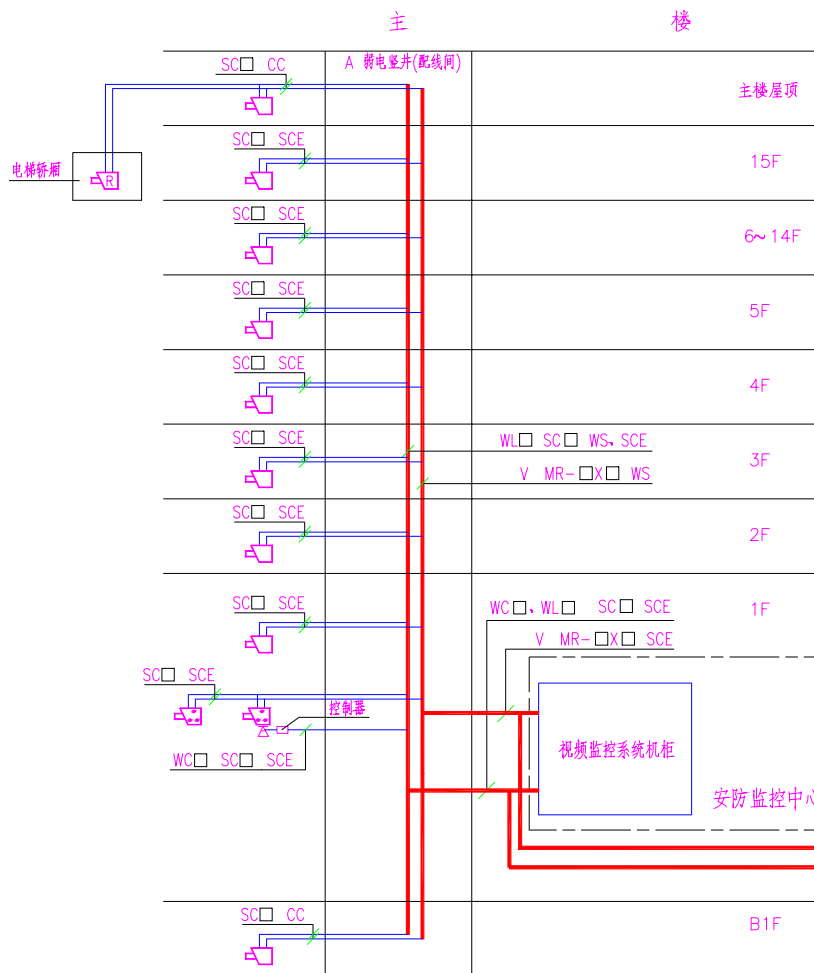 主 楼
SC□ CC
A 弱电竖井(配线间)
主楼屋顶
SC□ SCE
15F
电梯轿厢
R
SC□ SCE
6~14F
SC□ SCE
5F
SC□ SCE
4F
SC□ SCE
WL□ SC□ WS、SCE
3F
V MR-□X□ WS
SC□ SCE
2F
SC□ SCE
WC□、WL□ SC□ SCE
1F
V MR-□X□ SCE
SC□ SCE
控制器
WC□ SC□ SCE
视频监控系统机柜
安防监控中心
SC□ CC
B1F